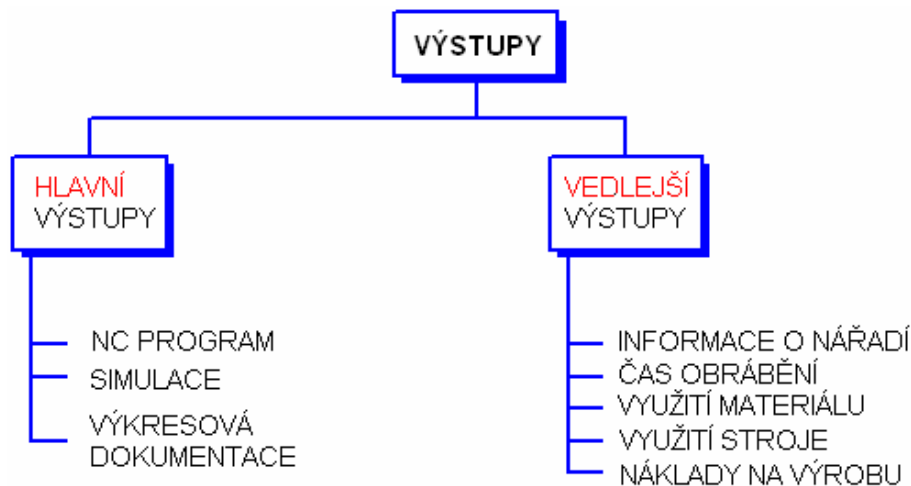 VÝSTUPY
HLAVNÍ
VÝSTUPY
NC PROGRAM
SIMULACE
VÝKRESOVÁ
DOKUMENTACE
VEDLEJŠÍ
VÝSTUPY
INFORMACE O NÁŘADÍ
ČAS OBRÁBĚNÍ
VYUŽITÍ MATERIÁLU
VYUŽITÍ STROJE
NÁKLADY NA VÝROBU